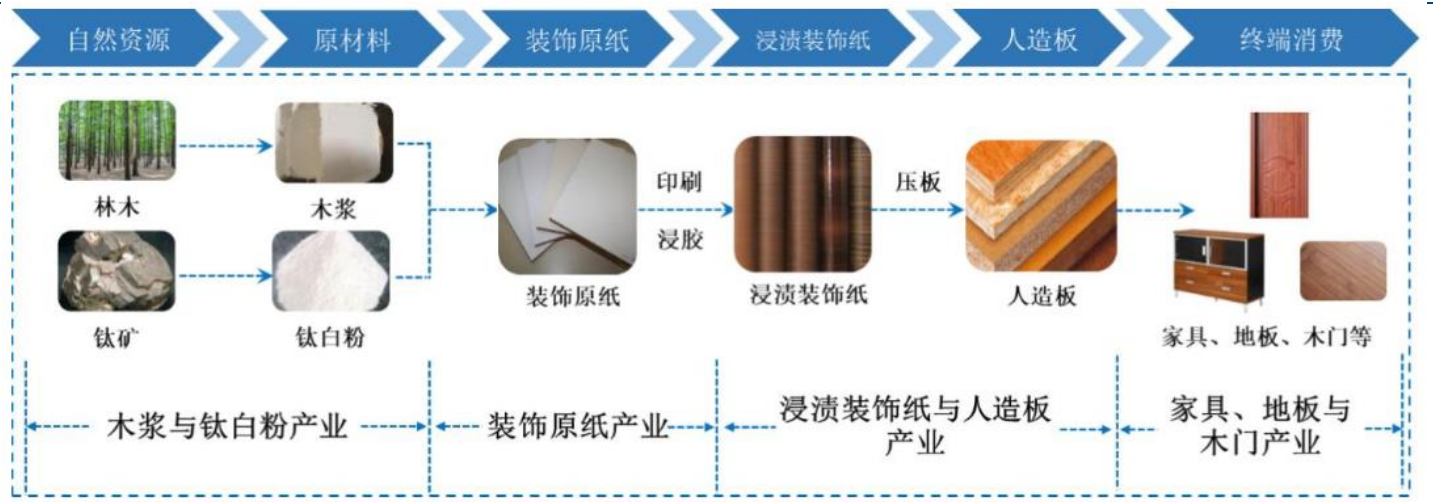 自然资源
原材料
装饰原纸
浸渍装饰纸
人造板
终端消费
林木
木浆
钛矿
钛白粉
装饰原纸
印刷
浸胶
浸渍装饰纸
压板
人造板
家具、地板、木门等
木浆与钛白粉产业
装饰原纸产业
浸渍装饰纸与人造板
产业
家具、地板与
木门产业